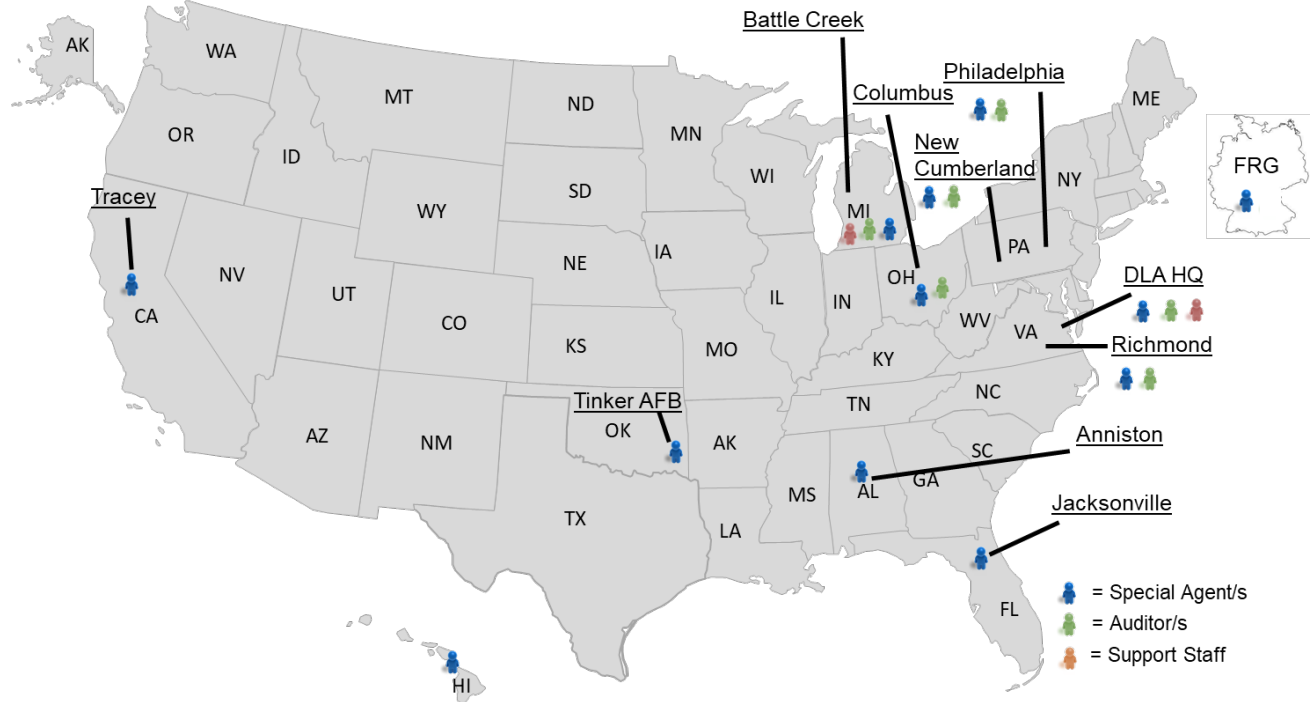 Battle Creek
AK
WA
Philadelphia
MT
Columbus
ND
ME
MN
OR
New
Cumberland
ID
WI
FRG
SD
NY
Tracey
WY
MI
IA
PA
NE
NV
OH
DLA HQ
UT
IL
IN
CA
CO
WV
VA
KS
MO
Richmond
KY
NC
Tinker AFB
TN
OK
AZ
NM
AK
Anniston
SC
GA
AL
MS
Jacksonville
TX
LA
= Special Agent/s
FL
= Auditor/s
= Support Staff
HI